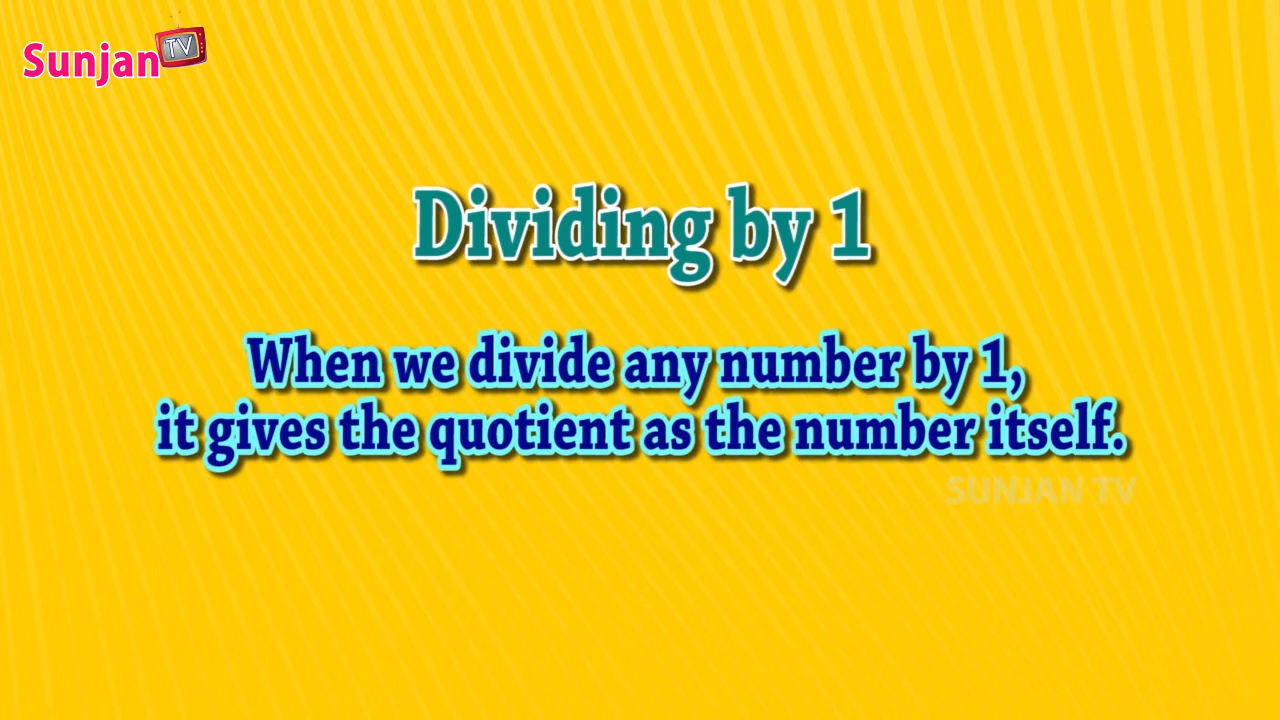 Sunjan TV
Dividing by 1
When we divide any number by 1,
it gives the quotient as the number itself.
SUNJAN TV